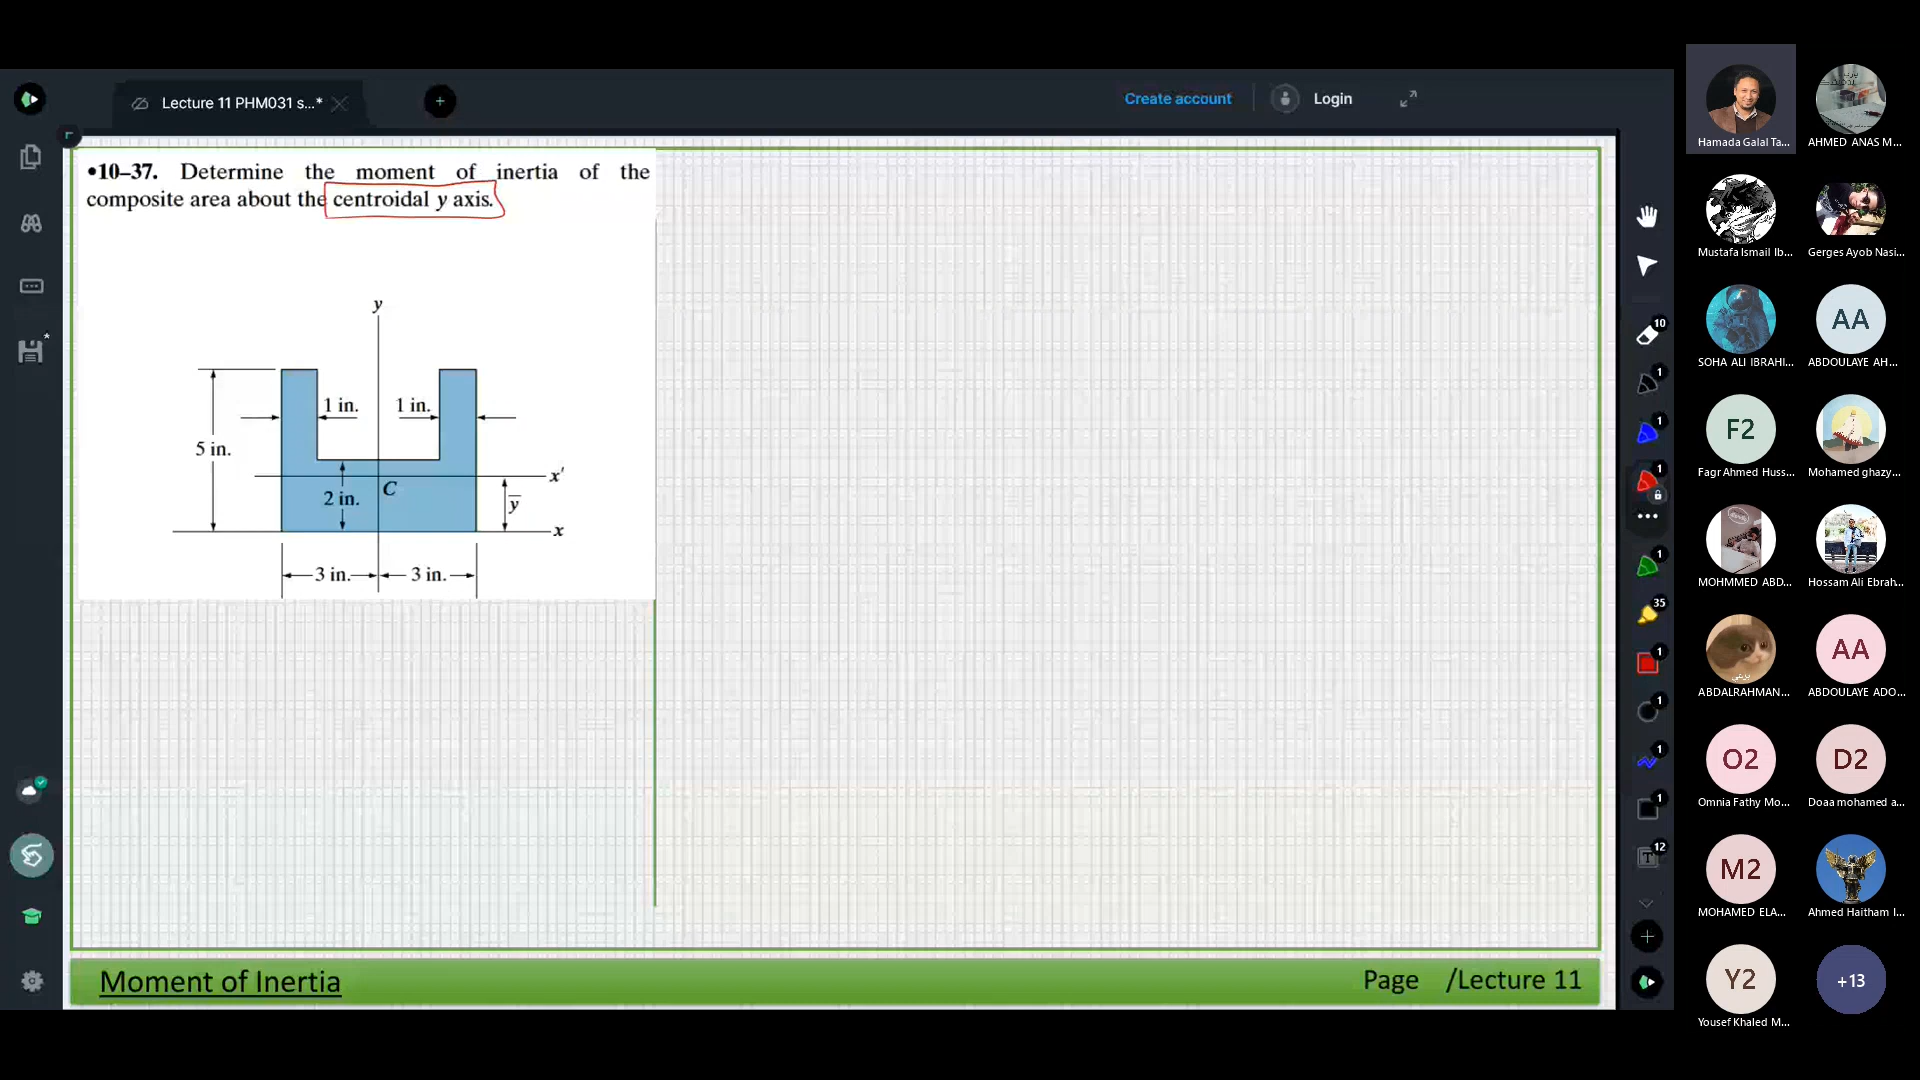 Lecture 11 PHM031 s...*
Create account
Login
•10–37. Determine the moment of inertia of the
composite area about the centroidal y axis.
y
1 in.
1 in.
5 in.
x′
C
2 in.
y
x
3 in.
3 in.
Moment of Inertia
Page /Lecture 11
10
1
1
1
1
35
1
1
1
1
12
Hamada Galal Ta...
AHMED ANAS M...
Mustafa Ismail Ib...
Gerges Ayob Nasi...
SOHA ALI IBRAHI...
AA
ABDOULAYE AH...
F2
Fagr Ahmed Huss...
Mohamed ghazy...
MOHMMED ABD...
Hossam Ali Ebrah...
ABDALRAHMAN...
AA
ABDOULAYE ADO...
O2
Omnia Fathy Mo...
D2
Doaa mohamed a...
M2
MOHAMED ELA...
Ahmed Haitham I...
Y2
Yousef Khaled M...
+13